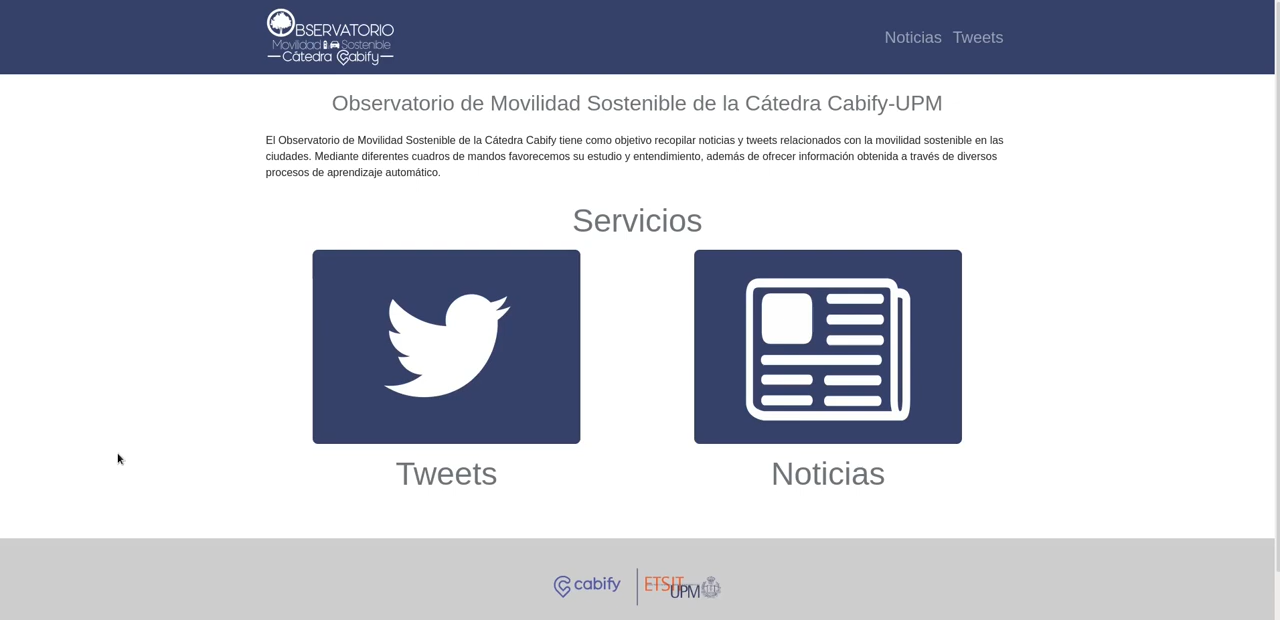 BSERVATORIO
Movilidad Sostenible
Cátedra Cabify
Noticias Tweets
Observatorio de Movilidad Sostenible de la Cátedra Cabify-UPM
El Observatorio de Movilidad Sostenible de la Cátedra Cabify tiene como objetivo recopilar noticias y tweets relacionados con la movilidad sostenible en las
ciudades. Mediante diferentes cuadros de mandos favorecemos su estudio y entendimiento, además de ofrecer información obtenida a través de diversos
procesos de aprendizaje automático.
Servicios
Tweets
Noticias
cabify
ETSIT
UPM